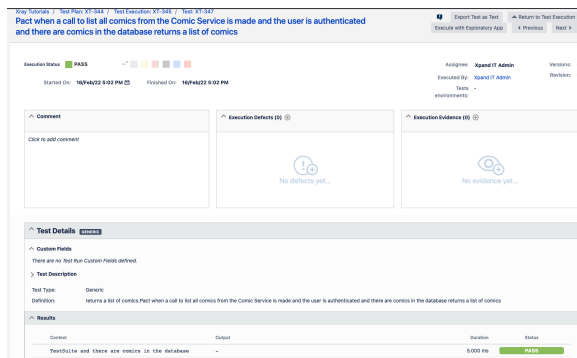 Xray Tutorials / Test Plan: XT-344 / Test Execution: XT-345 / Test: XT-347
Pact when a call to list all comics from the Comic Service is made and the user is authenticated
and there are comics in the database returns a list of comics
Export Test as Text
Return to Test Execution
Execute with Exploratory App
Previous
Next
Execution Status PASS
Started On: 16/Feb/22 5:02 PM
Finished On: 16/Feb/22 5:02 PM
Assignee: Xpand IT Admin
Versions:
Executed By: Xpand IT Admin
Revision:
Tests -
environments:
Comment
Click to add comment
Execution Defects (0)
No defects yet...
Execution Evidence (0)
No evidence yet...
Test Details GENERIC
Custom Fields
There are no Test Run Custom Fields defined.
Test Description
Test Type: Generic
Definition: returns a list of comics.Pact when a call to list all comics from the Comic Service is made and the user is authenticated and there are comics in the database returns a list of comics
Results
Context Output Duration Status
TestSuite and there are comics in the database - 5.000 ms PASS